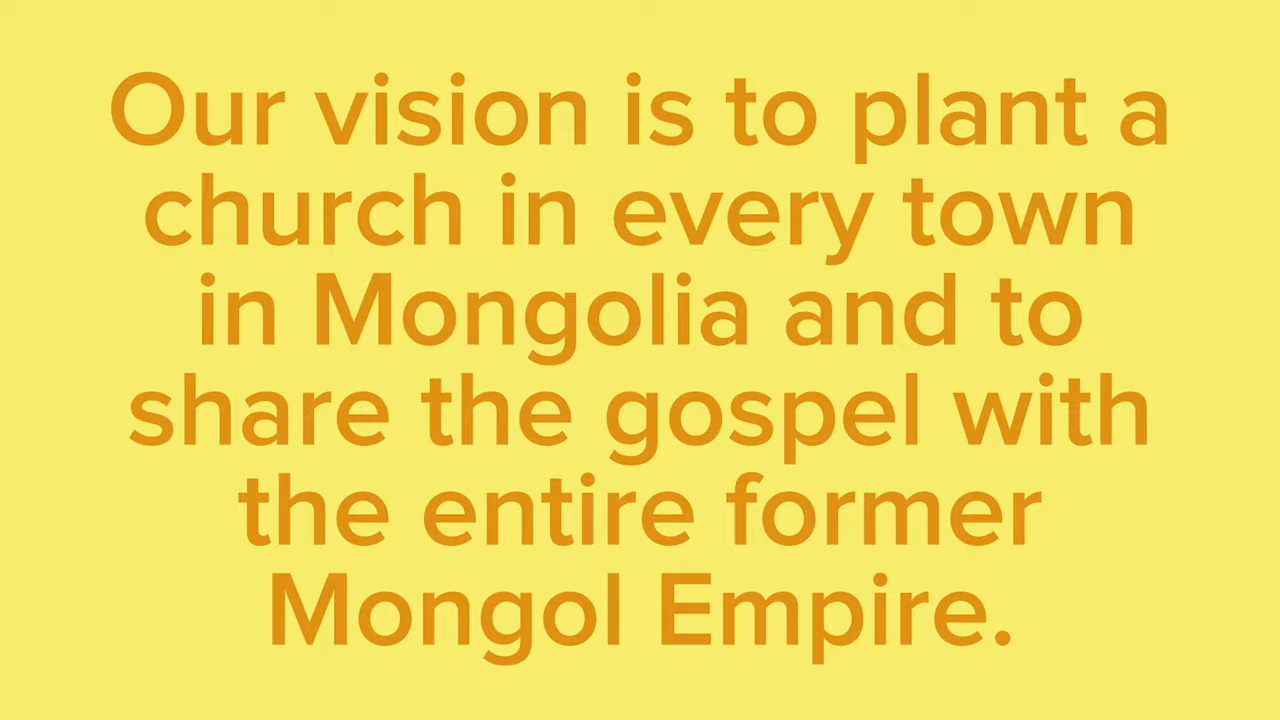 Our vision is to plant a
church in every town
in Mongolia and to
share the gospel with
the entire former
Mongol Empire.